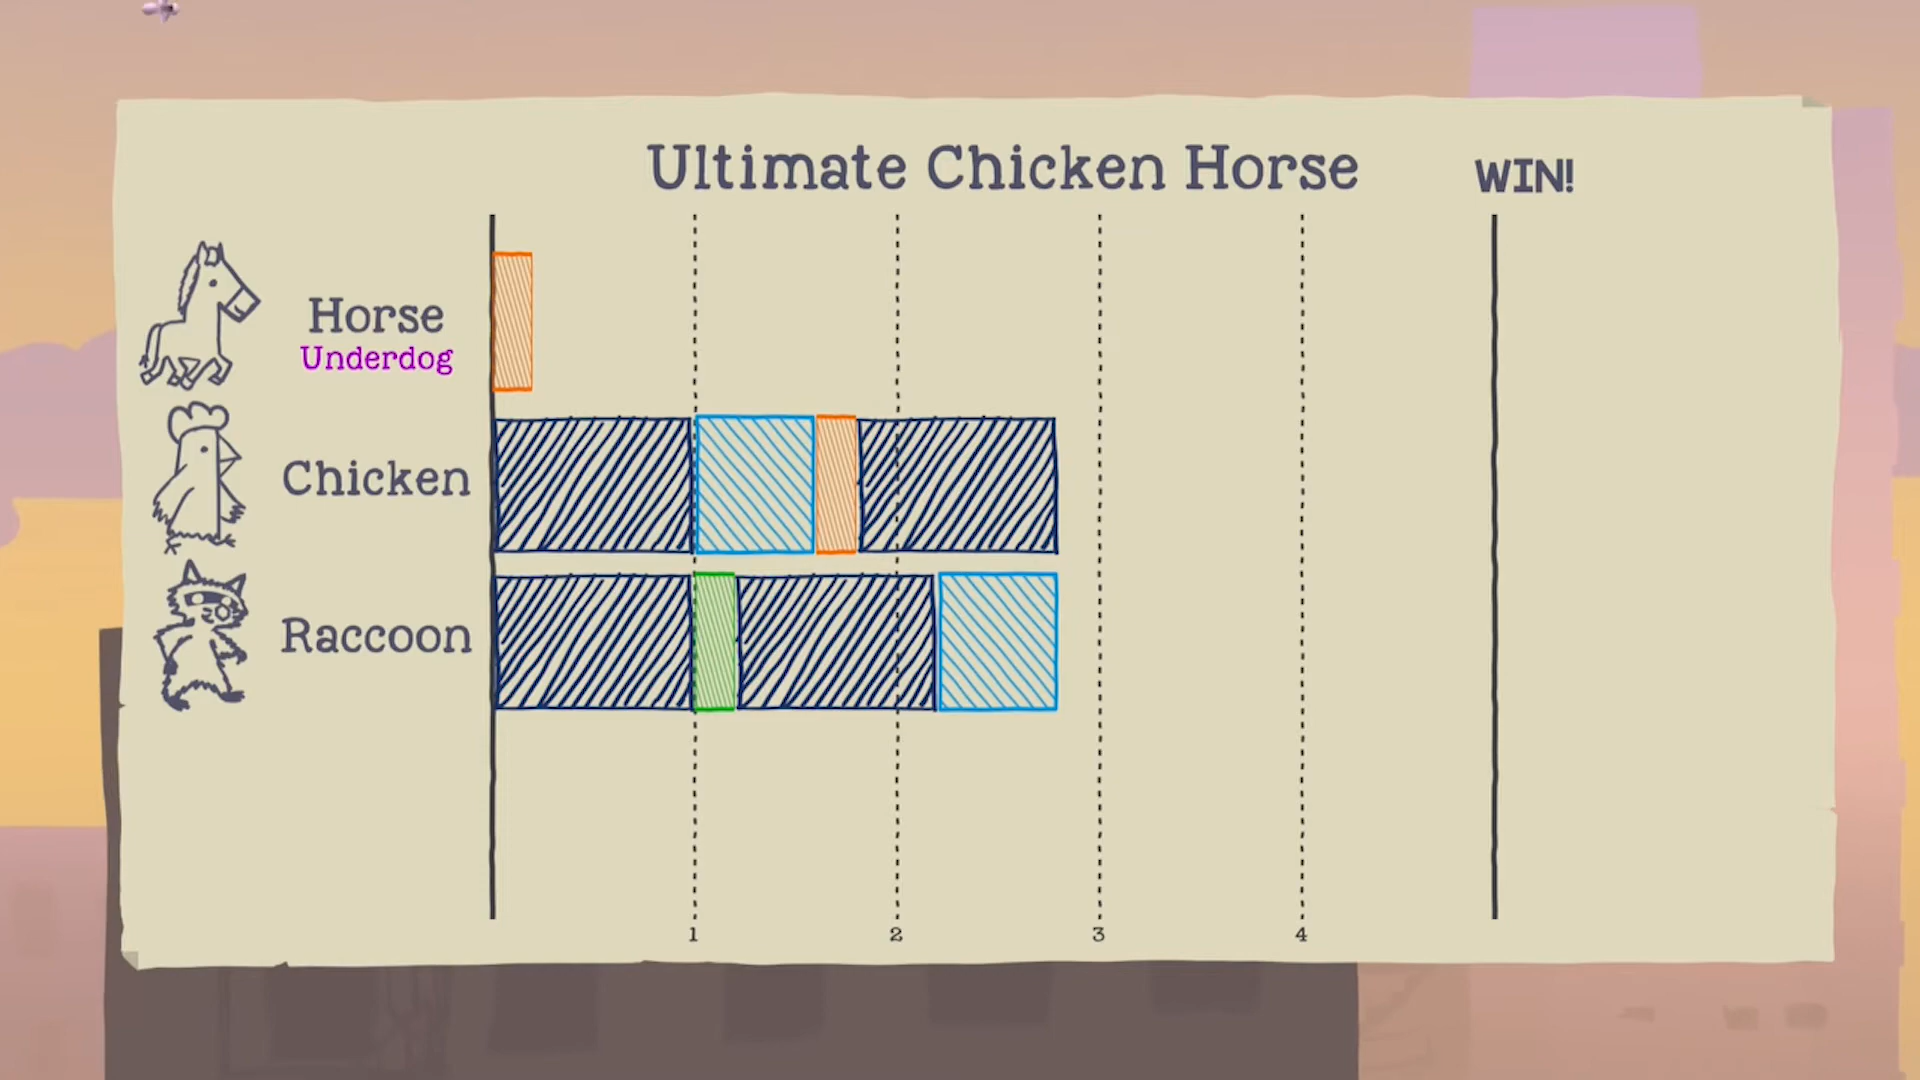 Ultimate Chicken Horse
WIN!
Horse
Underdog
Chicken
Raccoon
1 2 3 4